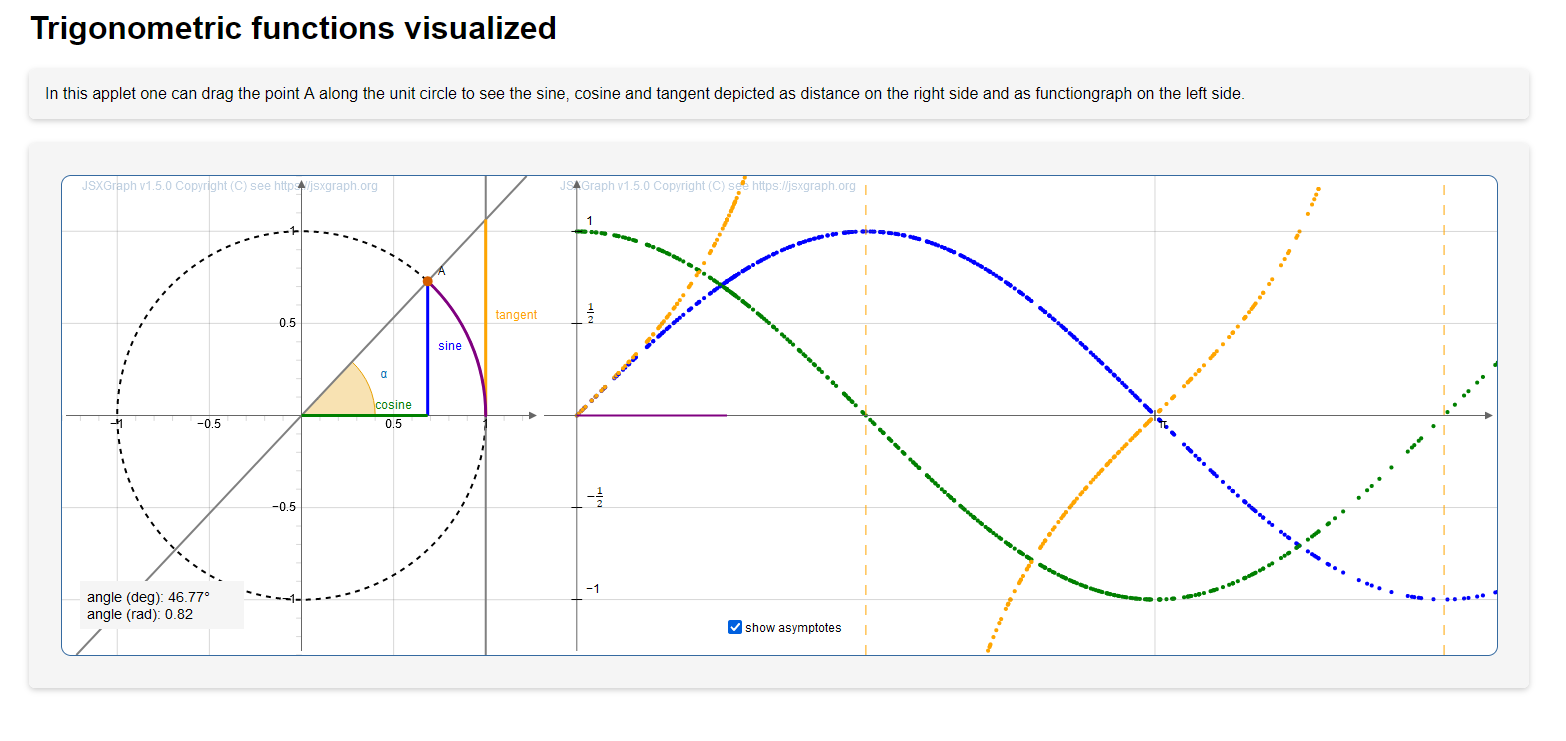 Trigonometric functions visualized
In this applet one can drag the point A along the unit circle to see the sine, cosine and tangent depicted as distance on the right side and as functiongraph on the left side.
JSXGraph v1.5.0 Copyright (C) see https://jsxgraph.org
JSXGraph v1.5.0 Copyright (C) see https://jsxgraph.org
1
1
A
0.5
tangent
1/2
sine
α
cosine
−1
−0.5
0.5
1
π
−0.5
−1/2
−1
−1
angle (deg): 46.77°
angle (rad): 0.82
show asymptotes